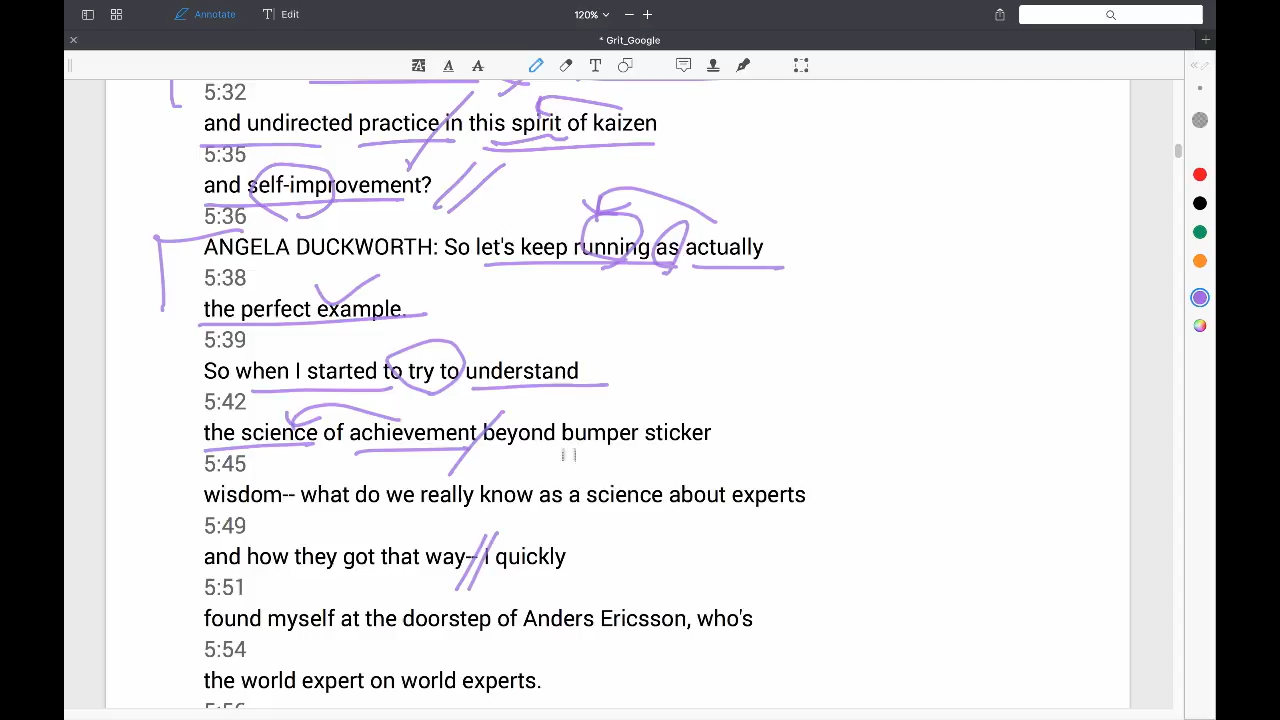 Annotate
Edit
120%
* Grit_Google
5:32
and undirected practice in this spirit of kaizen
5:35
and self-improvement?
5:36
ANGELA DUCKWORTH: So let's keep running as actually
5:38
the perfect example.
5:39
So when I started to try to understand
5:42
the science of achievement beyond bumper sticker
5:45
wisdom-- what do we really know as a science about experts
5:49
and how they got that way-- I quickly
5:51
found myself at the doorstep of Anders Ericsson, who's
5:54
the world expert on world experts.